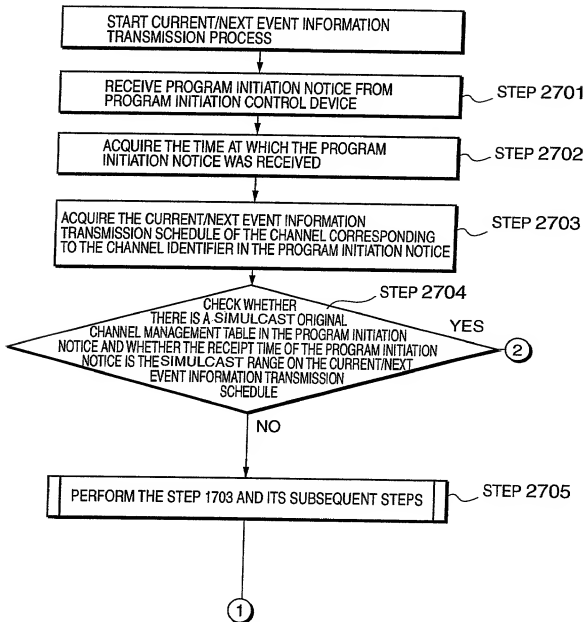 START CURRENT/NEXT EVENT INFORMATION
TRANSMISSION PROCESS
RECEIVE PROGRAM INITIATION NOTICE FROM
PROGRAM INITIATION CONTROL DEVICE
STEP 2701
ACQUIRE THE TIME AT WHICH THE PROGRAM
INITIATION NOTICE WAS RECEIVED
STEP 2702
ACQUIRE THE CURRENT/NEXT EVENT INFORMATION
TRANSMISSION SCHEDULE OF THE CHANNEL CORRESPONDING
TO THE CHANNEL IDENTIFIER IN THE PROGRAM INITIATION NOTICE
STEP 2703
STEP 2704
CHECK WHETHER
THERE IS A SIMULCAST ORIGINAL
CHANNEL MANAGEMENT TABLE IN THE PROGRAM INITIATION
NOTICE AND WHETHER THE RECEIPT TIME OF THE PROGRAM INITIATION
NOTICE IS THE SIMULCAST RANGE ON THE CURRENT/NEXT
EVENT INFORMATION TRANSMISSION
SCHEDULE
YES
2
NO
PERFORM THE STEP 1703 AND ITS SUBSEQUENT STEPS
STEP 2705
1